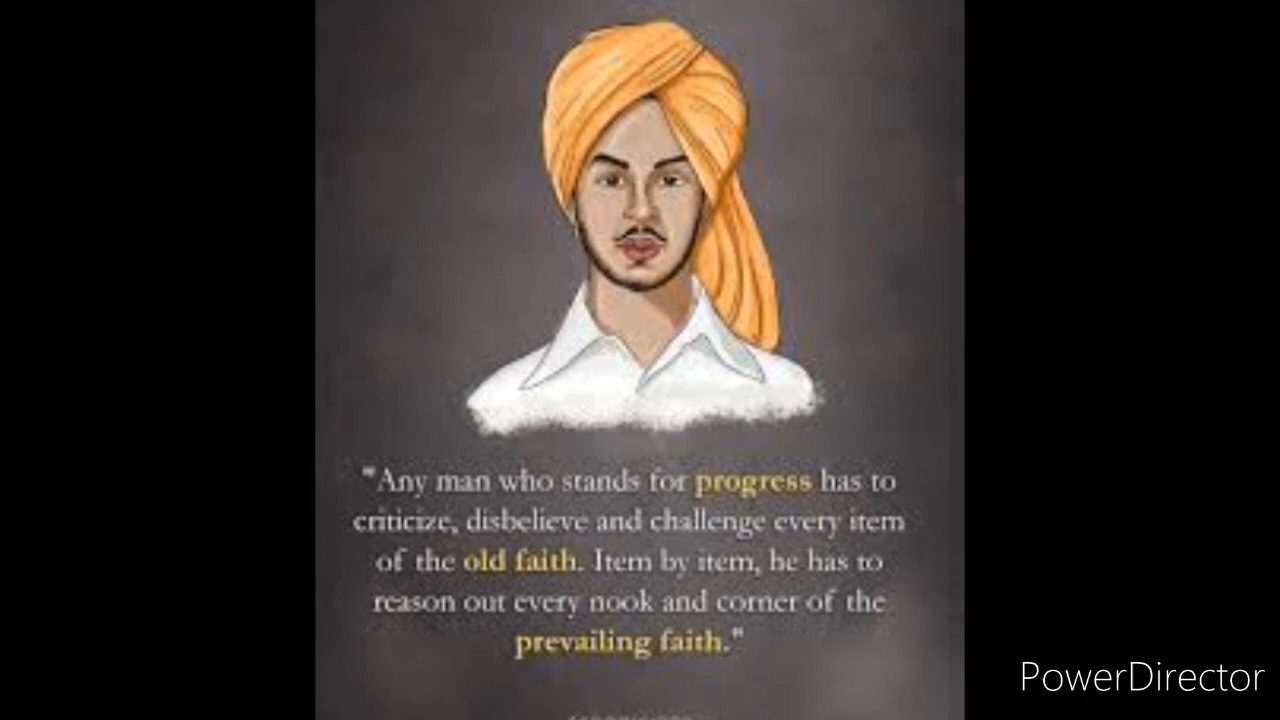 "Any man who stands for progress has to
criticize, disbelieve and challenge every item
of the old faith. Item by item, he has to
reason out every nook and corner of the
prevailing faith."
PowerDirector